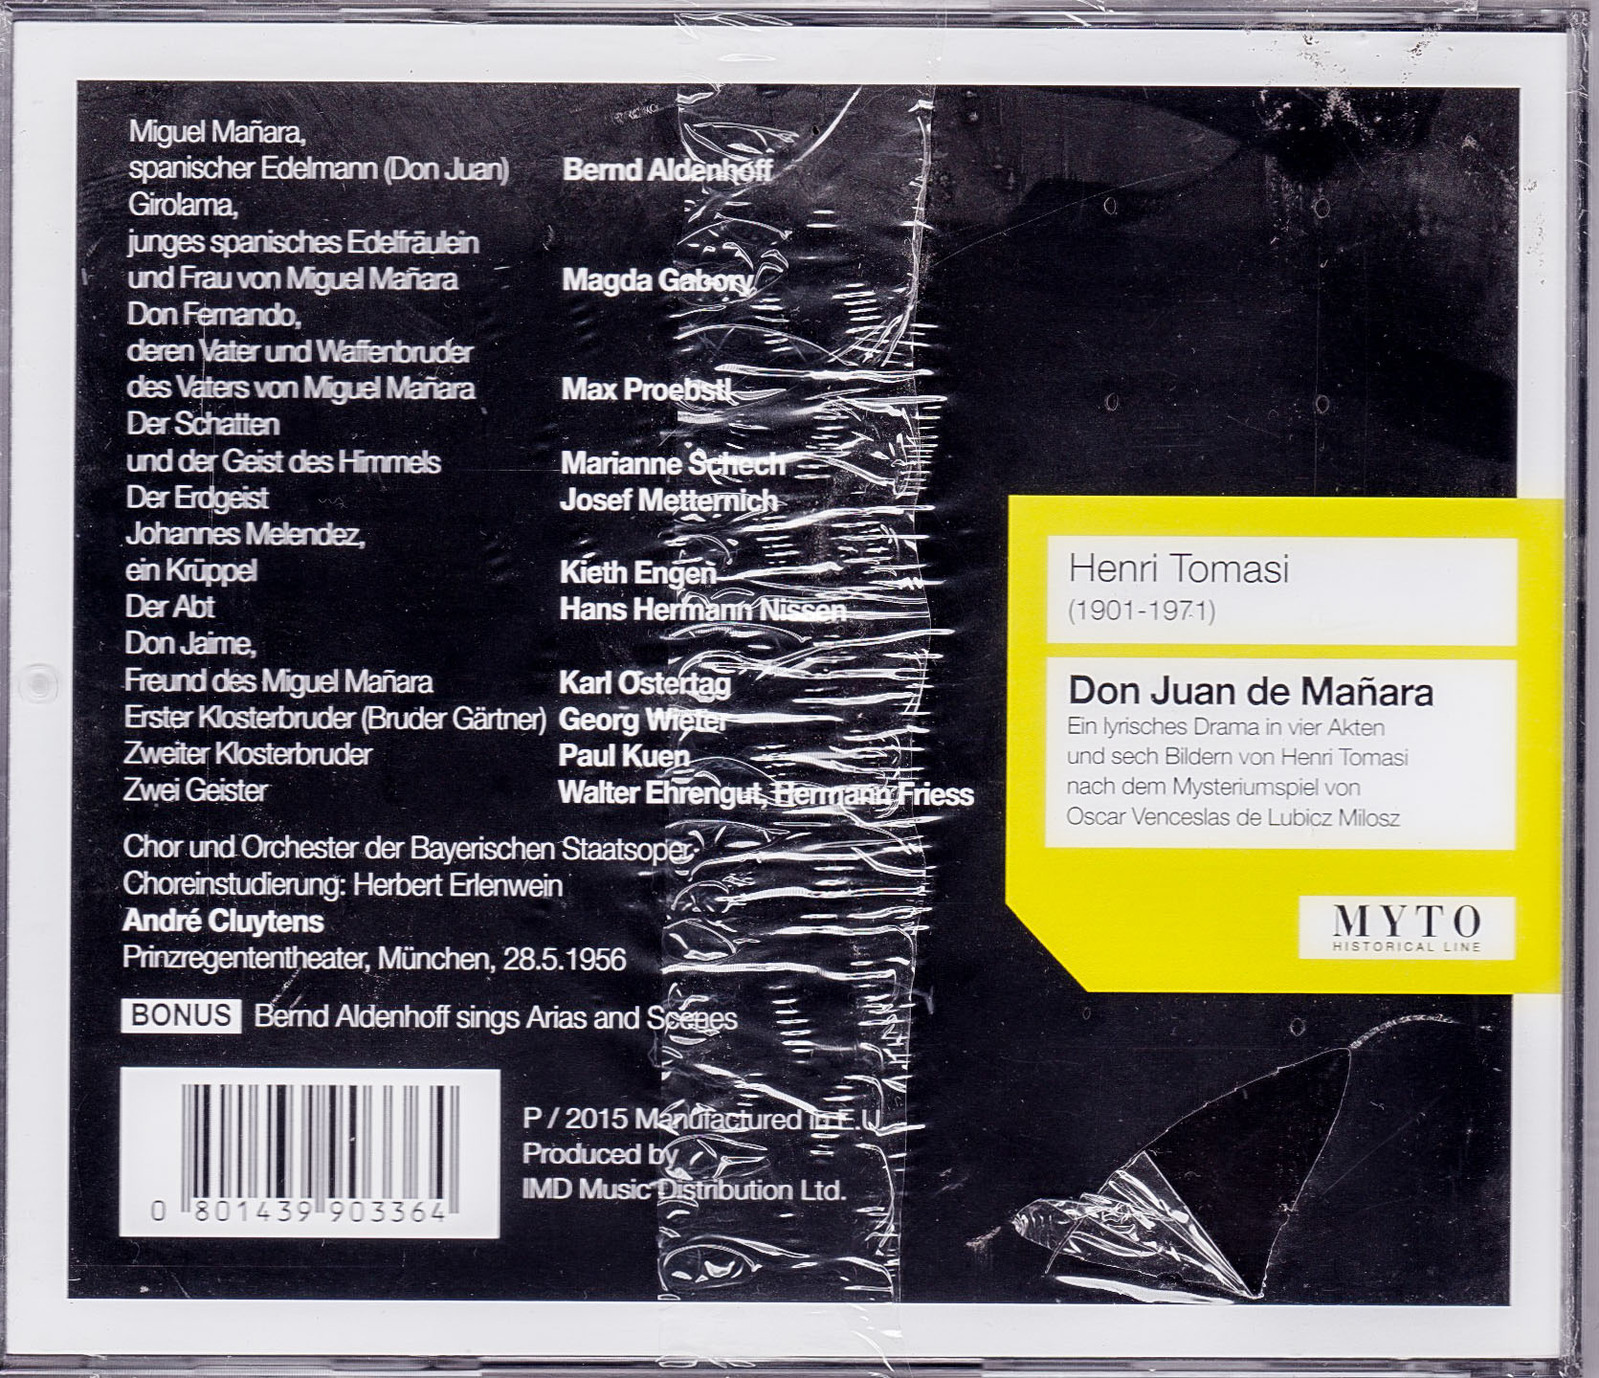 Miguel Mañara,
spanischer Edelmann (Don Juan) Bernd Aldenhoff
Girolama,
junges spanisches Edelfräulein
und Frau von Miguel Mañara Magda Gabory
Don Fernando,
deren Vater und Waffenbruder
des Vaters von Miguel Mañara Max Proebstl
Der Schatten
und der Geist des Himmels Marianne Schech
Der Erdgeist Josef Metternich
Johannes Melendez,
ein Krüppel Kieth Engen
Der Abt Hans Hermann Nissen
Don Jaime,
Freund des Miguel Mañara Karl Ostertag
Erster Klosterbruder (Bruder Gärtner) Georg Wieter
Zweiter Klosterbruder Paul Kuen
Zwei Geister Walter Ehrengut, Hermann Friess
Chor und Orchester der Bayerischen Staatsoper
Choreinstudierung: Herbert Erlenwein
André Cluytens
Prinzregententheater, München, 28.5.1956
BONUS Bernd Aldenhoff sings Arias and Scenes
0 801439 903364
P / 2015 Manufactured in E.U.
Produced by
IMD Music Distribution Ltd.
Henri Tomasi
(1901-1971)
Don Juan de Mañara
Ein lyrisches Drama in vier Akten
und sech Bildern von Henri Tomasi
nach dem Mysteriumspiel von
Oscar Venceslas de Lubicz Milosz
MYTO
HISTORICAL LINE